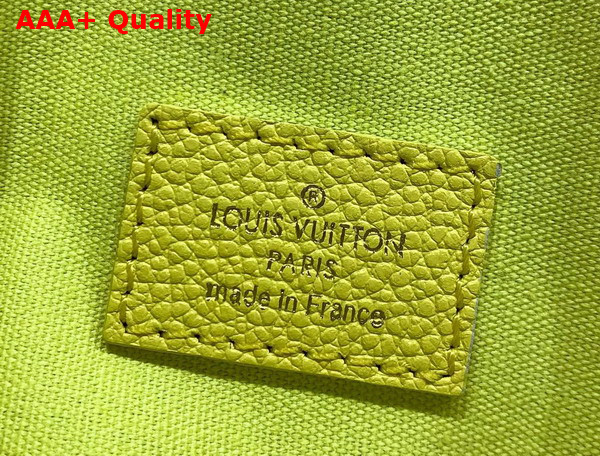 AAA+ Quality
®
LOUIS VUITTON
PARIS
made in France